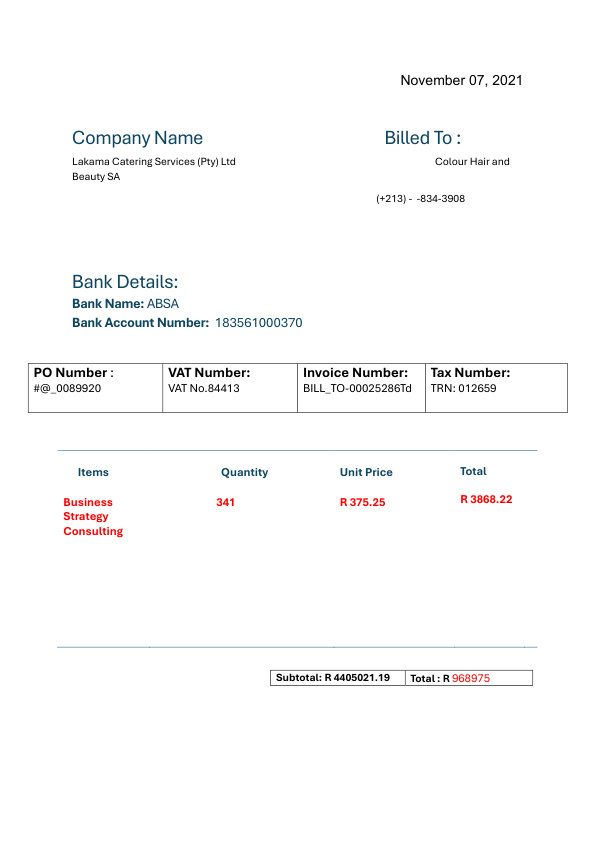 November 07, 2021
Company Name
Billed To :
Lakama Catering Services (Pty) Ltd
Colour Hair and
Beauty SA
(+213) - -834-3908
Bank Details:
Bank Name: ABSA
Bank Account Number: 183561000370
PO Number : VAT Number: Invoice Number: Tax Number:
#@_0089920 VAT No.84413 BILL_TO-00025286Td TRN: 012659
Items Quantity Unit Price Total
Business 341 R 375.25 R 3868.22
Strategy
Consulting
Subtotal: R 4405021.19 Total : R 968975